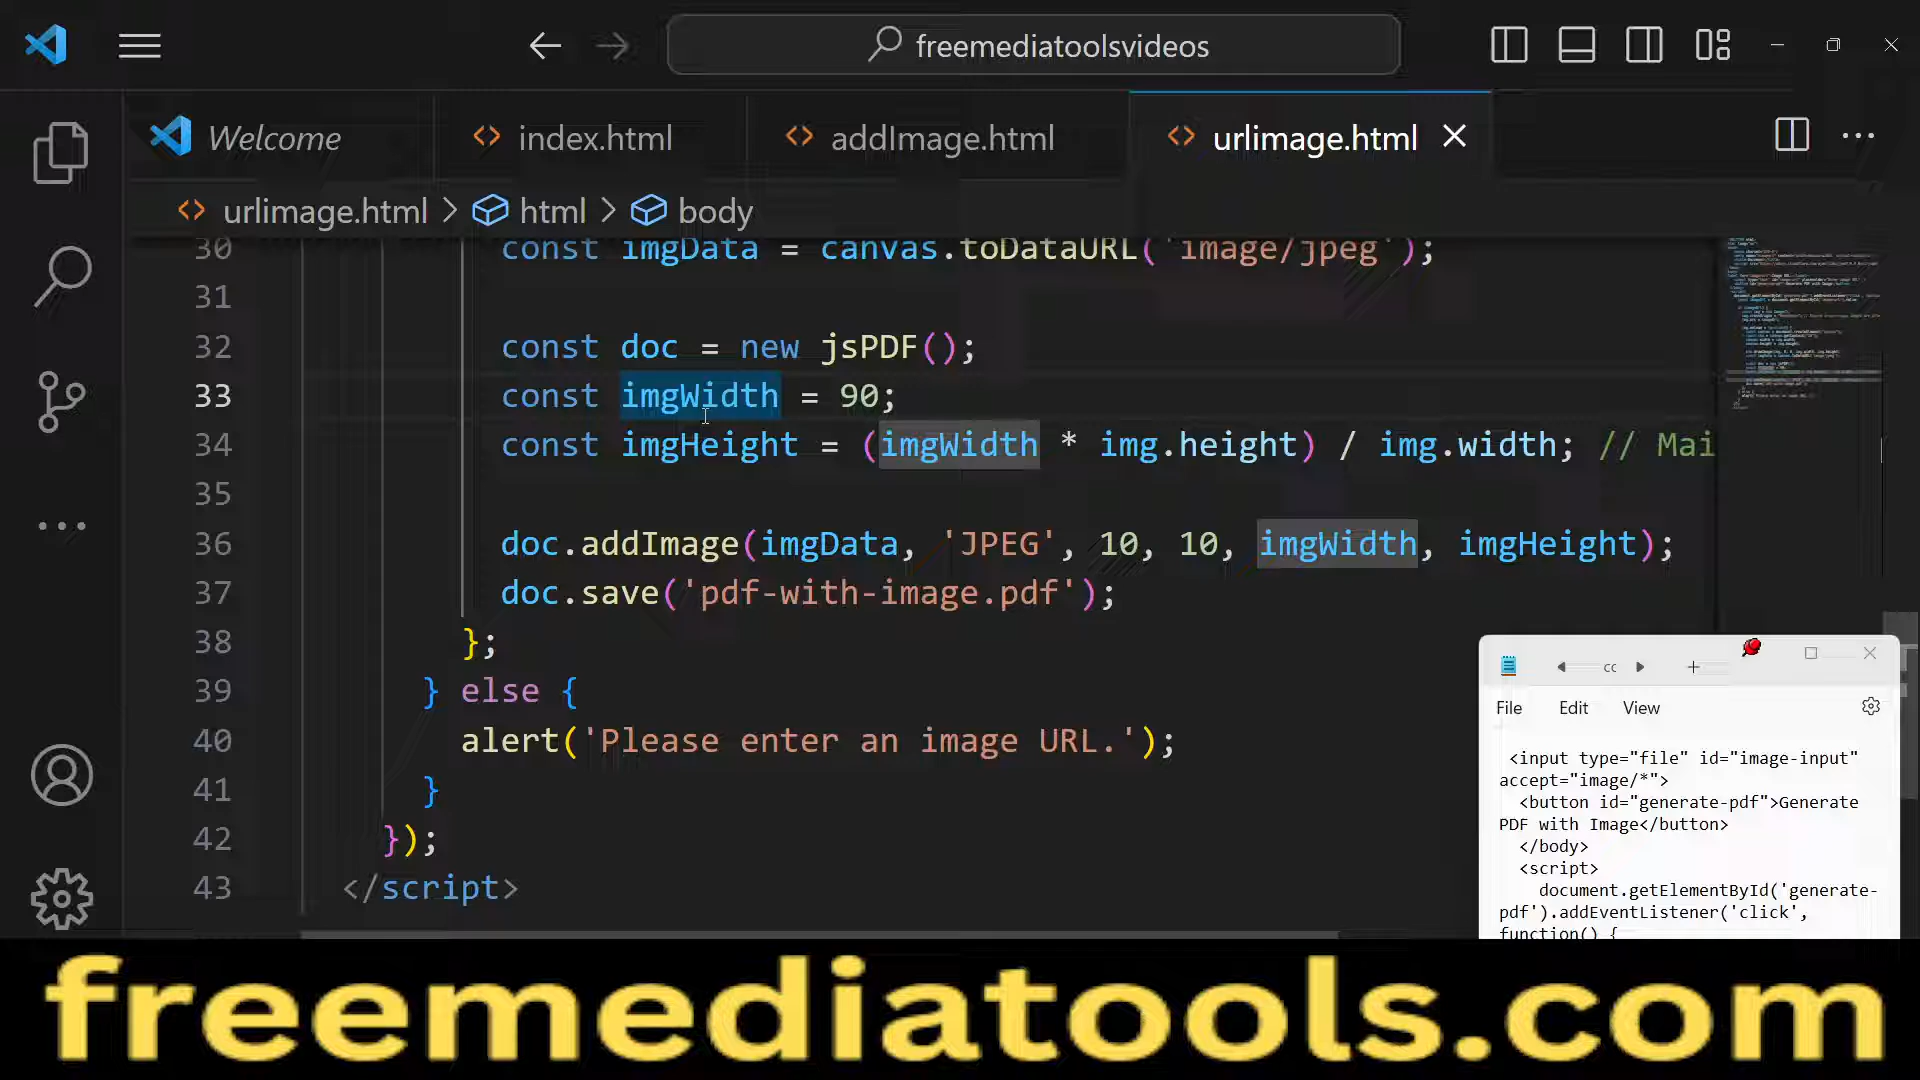 freemediatoolsvideos
Welcome
index.html
addImage.html
urlimage.html
urlimage.html > html > body
30 const imgData = canvas.toDataURL('image/jpeg');
31
32 const doc = new jsPDF();
33 const imgWidth = 90;
34 const imgHeight = (imgWidth * img.height) / img.width; // Mai
35
36 doc.addImage(imgData, 'JPEG', 10, 10, imgWidth, imgHeight);
37 doc.save('pdf-with-image.pdf');
38 };
39 } else {
40 alert('Please enter an image URL.');
41 }
42 });
43 </script>
cc
File Edit View
<input type="file" id="image-input"
accept="image/*">
<button id="generate-pdf">Generate
PDF with Image</button>
</body>
<script>
document.getElementById('generate-
pdf').addEventListener('click',
function() {
freemediatools.com